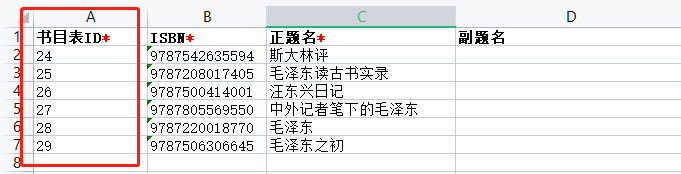 A B C D
1 书目表ID* ISBN* 正题名* 副题名
2 24 9787542635594 斯大林评
3 25 9787208017405 毛泽东读古书实录
4 26 9787500414001 汪东兴日记
5 27 9787805569550 中外记者笔下的毛泽东
6 28 9787220018770 毛泽东
7 29 9787506306645 毛泽东之初
8